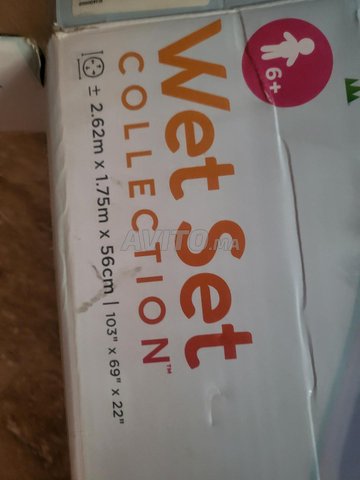 6+
Wet Set
COLLECTION™
± 2.62m x 1.75m x 56cm | 103" x 69" x 22"
AVITO.ma